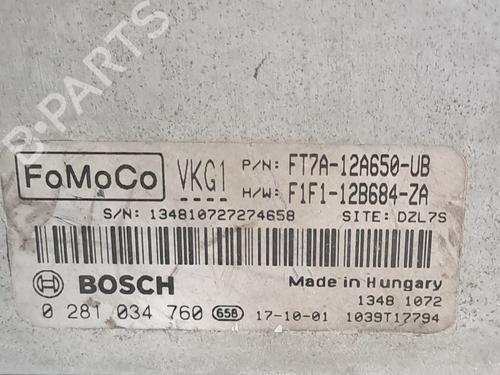 B-PARTS
FoMoCo VKG1 P/N: FT7A-12A650-UB
H/W: F1F1-12B684-ZA
S/N: 134810727274658 SITE: DZL7S
BOSCH Made in Hungary
1348 1072
0 281 034 760 658 17-10-01 1039T17794